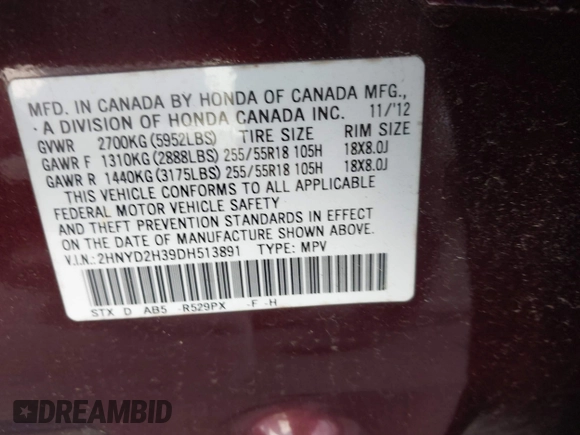 MFD. IN CANADA BY HONDA OF CANADA MFG.,
A DIVISION OF HONDA CANADA INC. 11/'12
GVWR 2700KG (5952LBS) TIRE SIZE RIM SIZE
GAWR F 1310KG (2888LBS) 255/55R18 105H 18X8.0J
GAWR R 1440KG (3175LBS) 255/55R18 105H 18X8.0J
THIS VEHICLE CONFORMS TO ALL APPLICABLE
FEDERAL MOTOR VEHICLE SAFETY
AND THEFT PREVENTION STANDARDS IN EFFECT
ON THE DATE OF MANUFACTURE SHOWN ABOVE.
V.I.N.: 2HNYD2H39DH513891 TYPE: MPV
STX D AB5 -R529PX -F -H
DREAMBID